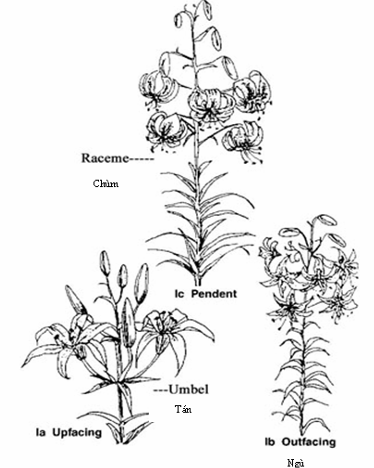 Raceme-----
Chùm
Ic Pendent
---Umbel
Tán
Ia Upfacing
Ib Outfacing
Ngù